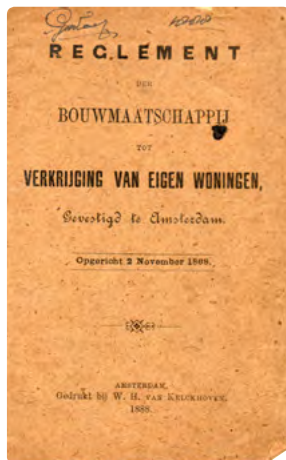 REGLEMENT
DER
BOUWMAATSCHAPPIJ
TOT
VERKRIJGING VAN EIGEN WONINGEN,
Gevestigd te Amsterdam.
Opgericht 2 November 1868.
AMSTERDAM,
Gedrukt bij W. H. VAN KELCKHOVEN,
1888.